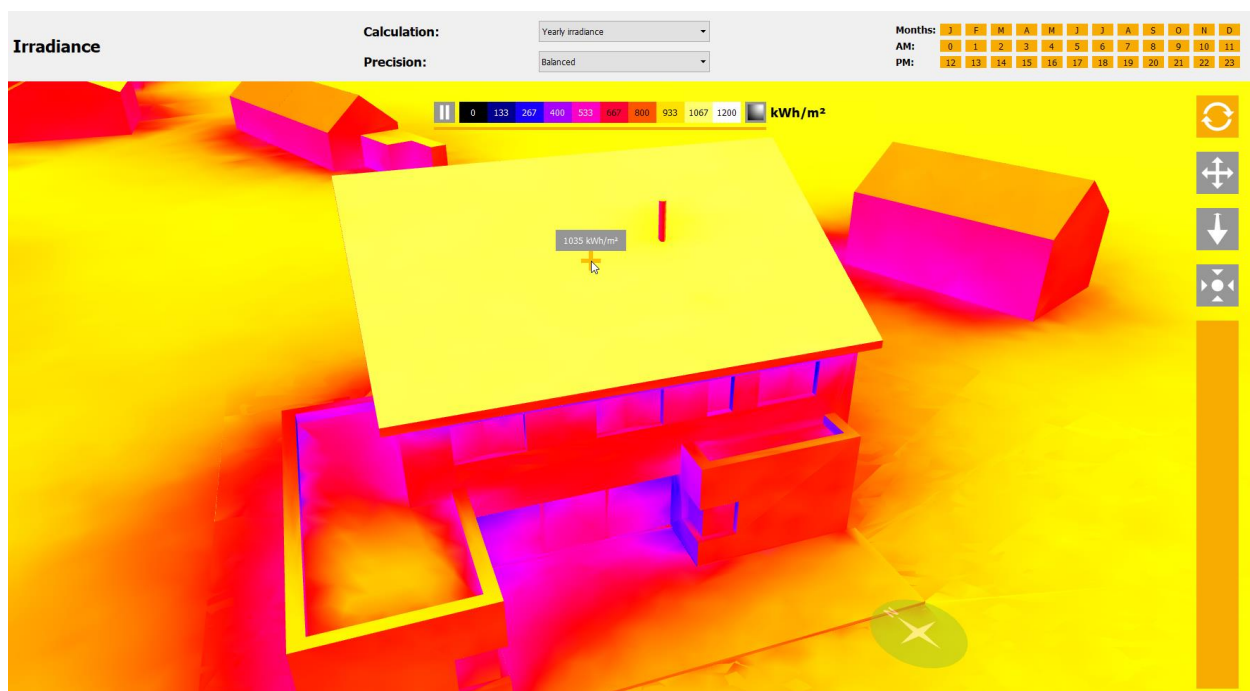 Irradiance
Calculation: Yearly irradiance
Precision: Balanced
Months: J F M A M J J A S O N D
AM: 0 1 2 3 4 5 6 7 8 9 10 11
PM: 12 13 14 15 16 17 18 19 20 21 22 23
0 133 267 400 533 667 800 933 1067 1200 kWh/m²
1035 kWh/m²
N